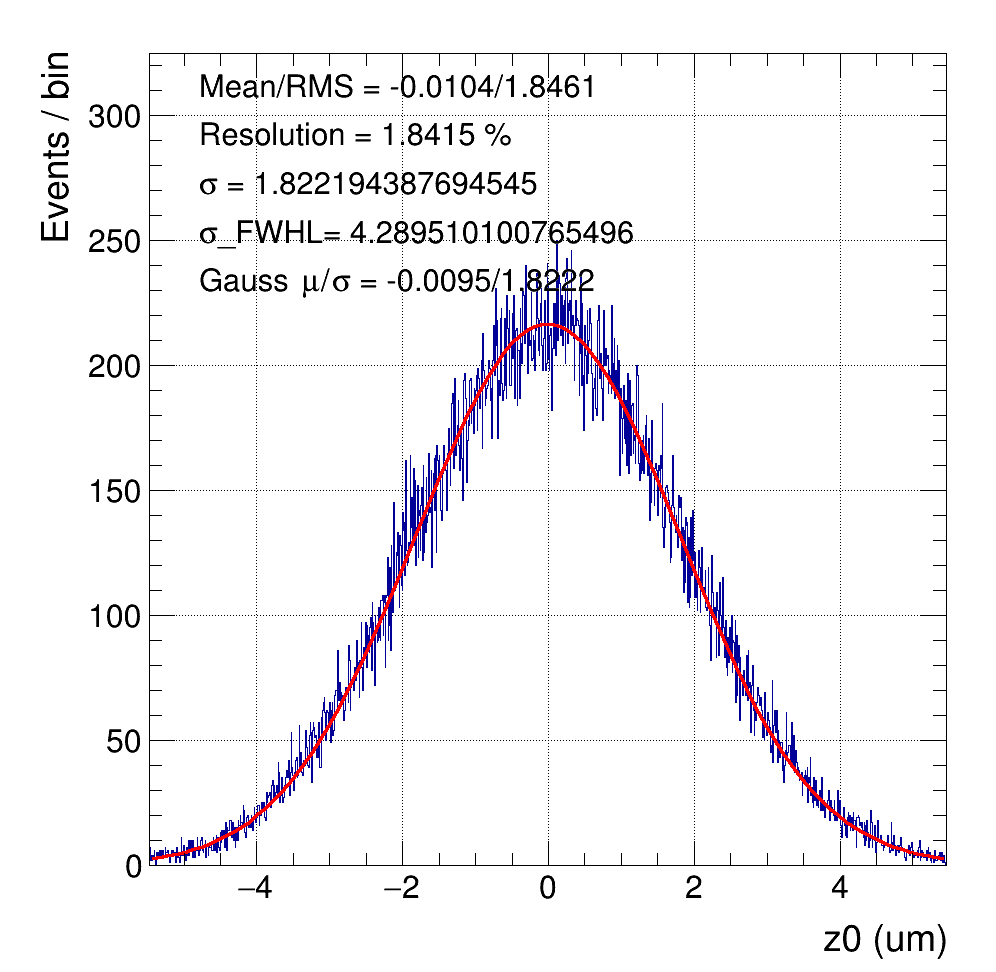 Events / bin
Mean/RMS = -0.0104/1.8461
Resolution = 1.8415 %
σ = 1.822194387694545
σ_FWHL= 4.289510100765496
Gauss μ/σ = -0.0095/1.8222
300
250
200
150
100
50
0
−4 −2 0 2 4
z0 (um)